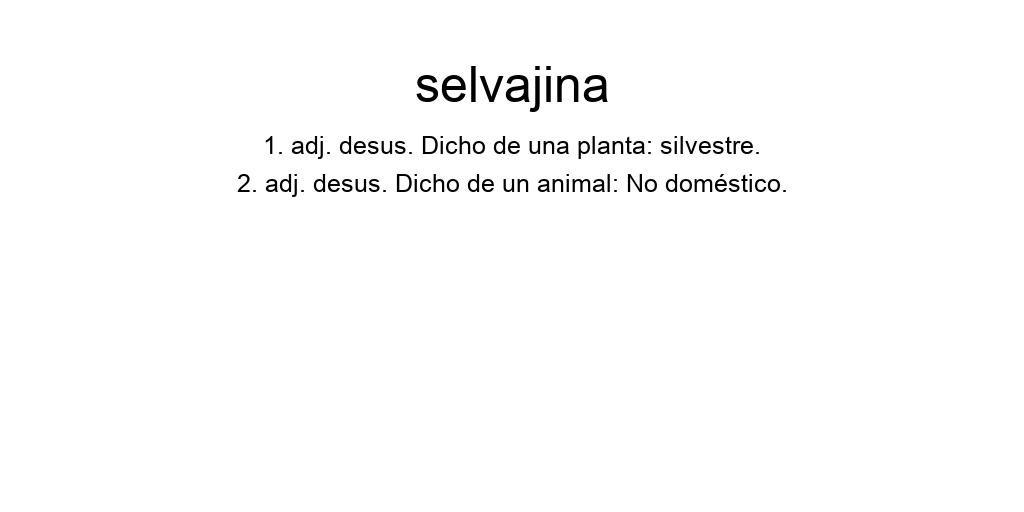 selvajina
1. adj. desus. Dicho de una planta: silvestre.
2. adj. desus. Dicho de un animal: No doméstico.